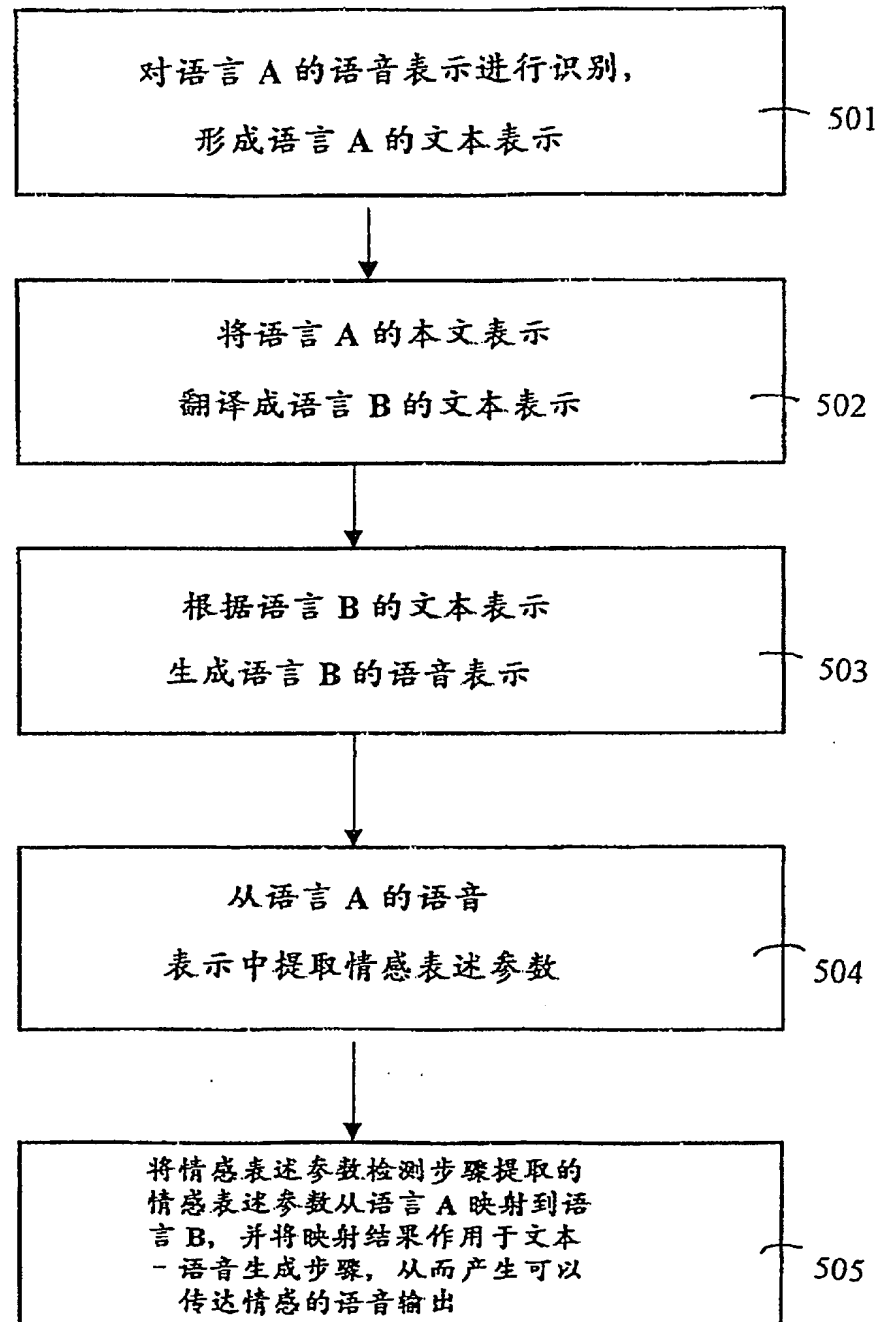 对语言 A 的语音表示进行识别，
形成语言 A 的文本表示
501
将语言 A 的本文表示
翻译成语言 B 的文本表示
502
根据语言 B 的文本表示
生成语言 B 的语音表示
503
从语言 A 的语音
表示中提取情感表述参数
504
将情感表述参数检测步骤提取的
情感表述参数从语言 A 映射到语
言 B，并将映射结果作用于文本
－语音生成步骤，从而产生可以
传达情感的语音输出
505